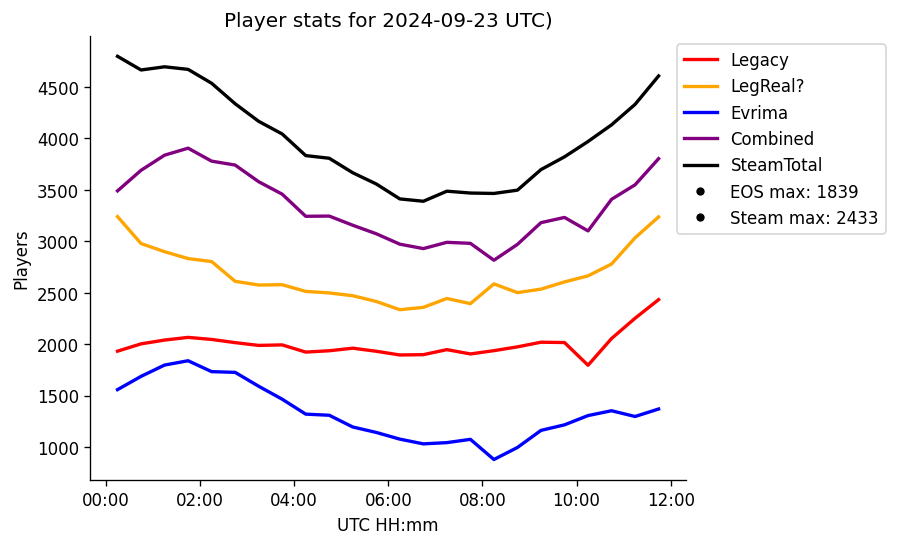 Player stats for 2024-09-23 UTC)
Legacy
LegReal?
Evrima
Combined
SteamTotal
EOS max: 1839
Steam max: 2433
Players
4500
4000
3500
3000
2500
2000
1500
1000
00:00 02:00 04:00 06:00 08:00 10:00 12:00
UTC HH:mm